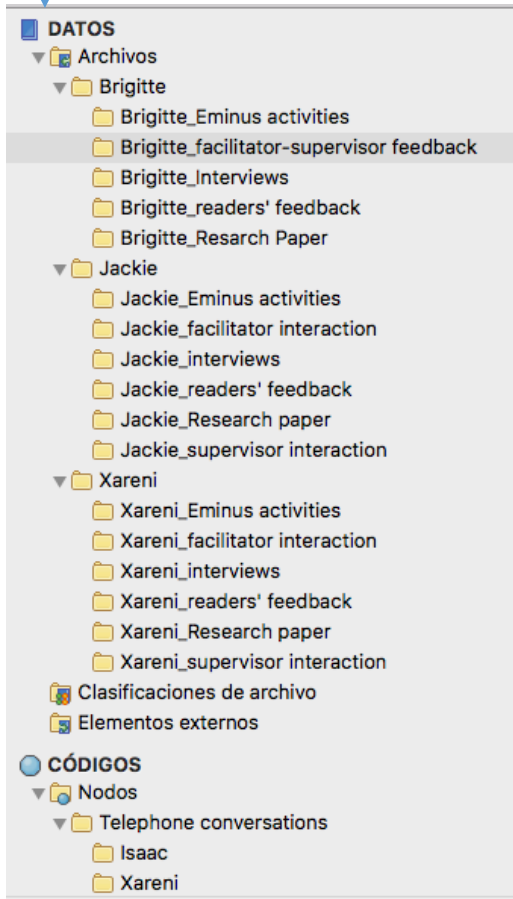 DATOS
Archivos
Brigitte
Brigitte_Eminus activities
Brigitte_facilitator-supervisor feedback
Brigitte_Interviews
Brigitte_readers' feedback
Brigitte_Resarch Paper
Jackie
Jackie_Eminus activities
Jackie_facilitator interaction
Jackie_interviews
Jackie_readers' feedback
Jackie_Research paper
Jackie_supervisor interaction
Xareni
Xareni_Eminus activities
Xareni_facilitator interaction
Xareni_interviews
Xareni_readers' feedback
Xareni_Research paper
Xareni_supervisor interaction
Clasificaciones de archivo
Elementos externos
CÓDIGOS
Nodos
Telephone conversations
Isaac
Xareni